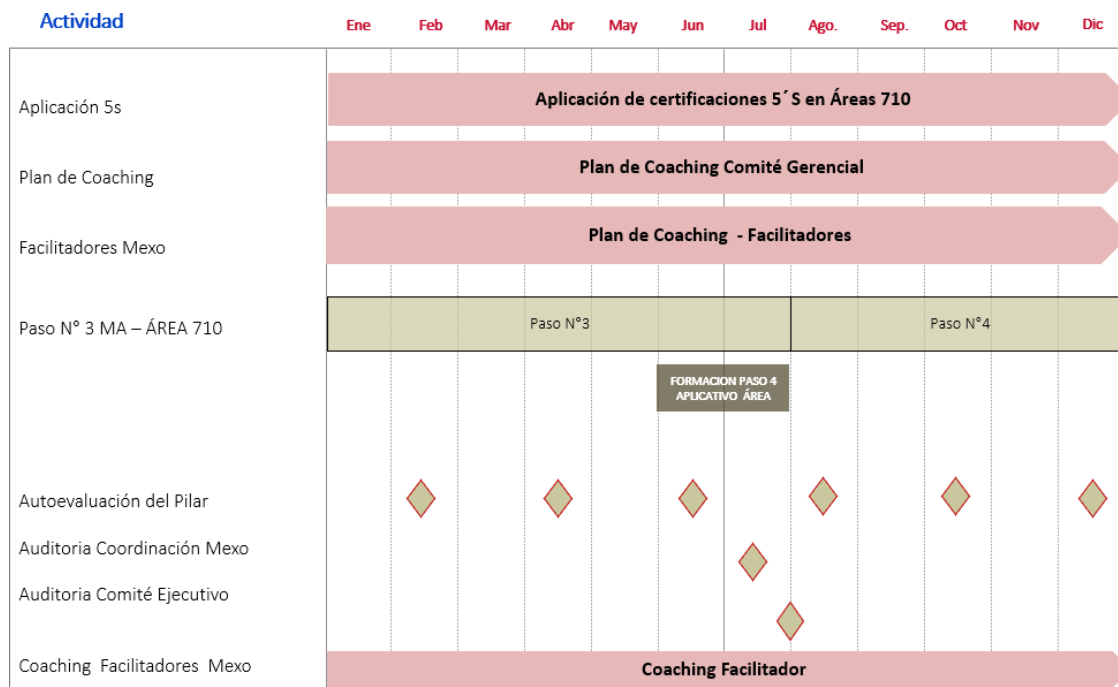 Actividad Ene Feb Mar Abr May Jun Jul Ago. Sep. Oct Nov Dic
Aplicación 5s
Aplicación de certificaciones 5´S en Áreas 710
Plan de Coaching
Plan de Coaching Comité Gerencial
Facilitadores Mexo
Plan de Coaching - Facilitadores
Paso N° 3 MA – ÁREA 710
Paso N°3
Paso N°4
FORMACION PASO 4
APLICATIVO ÁREA
Autoevaluación del Pilar
Auditoria Coordinación Mexo
Auditoria Comité Ejecutivo
Coaching Facilitadores Mexo
Coaching Facilitador